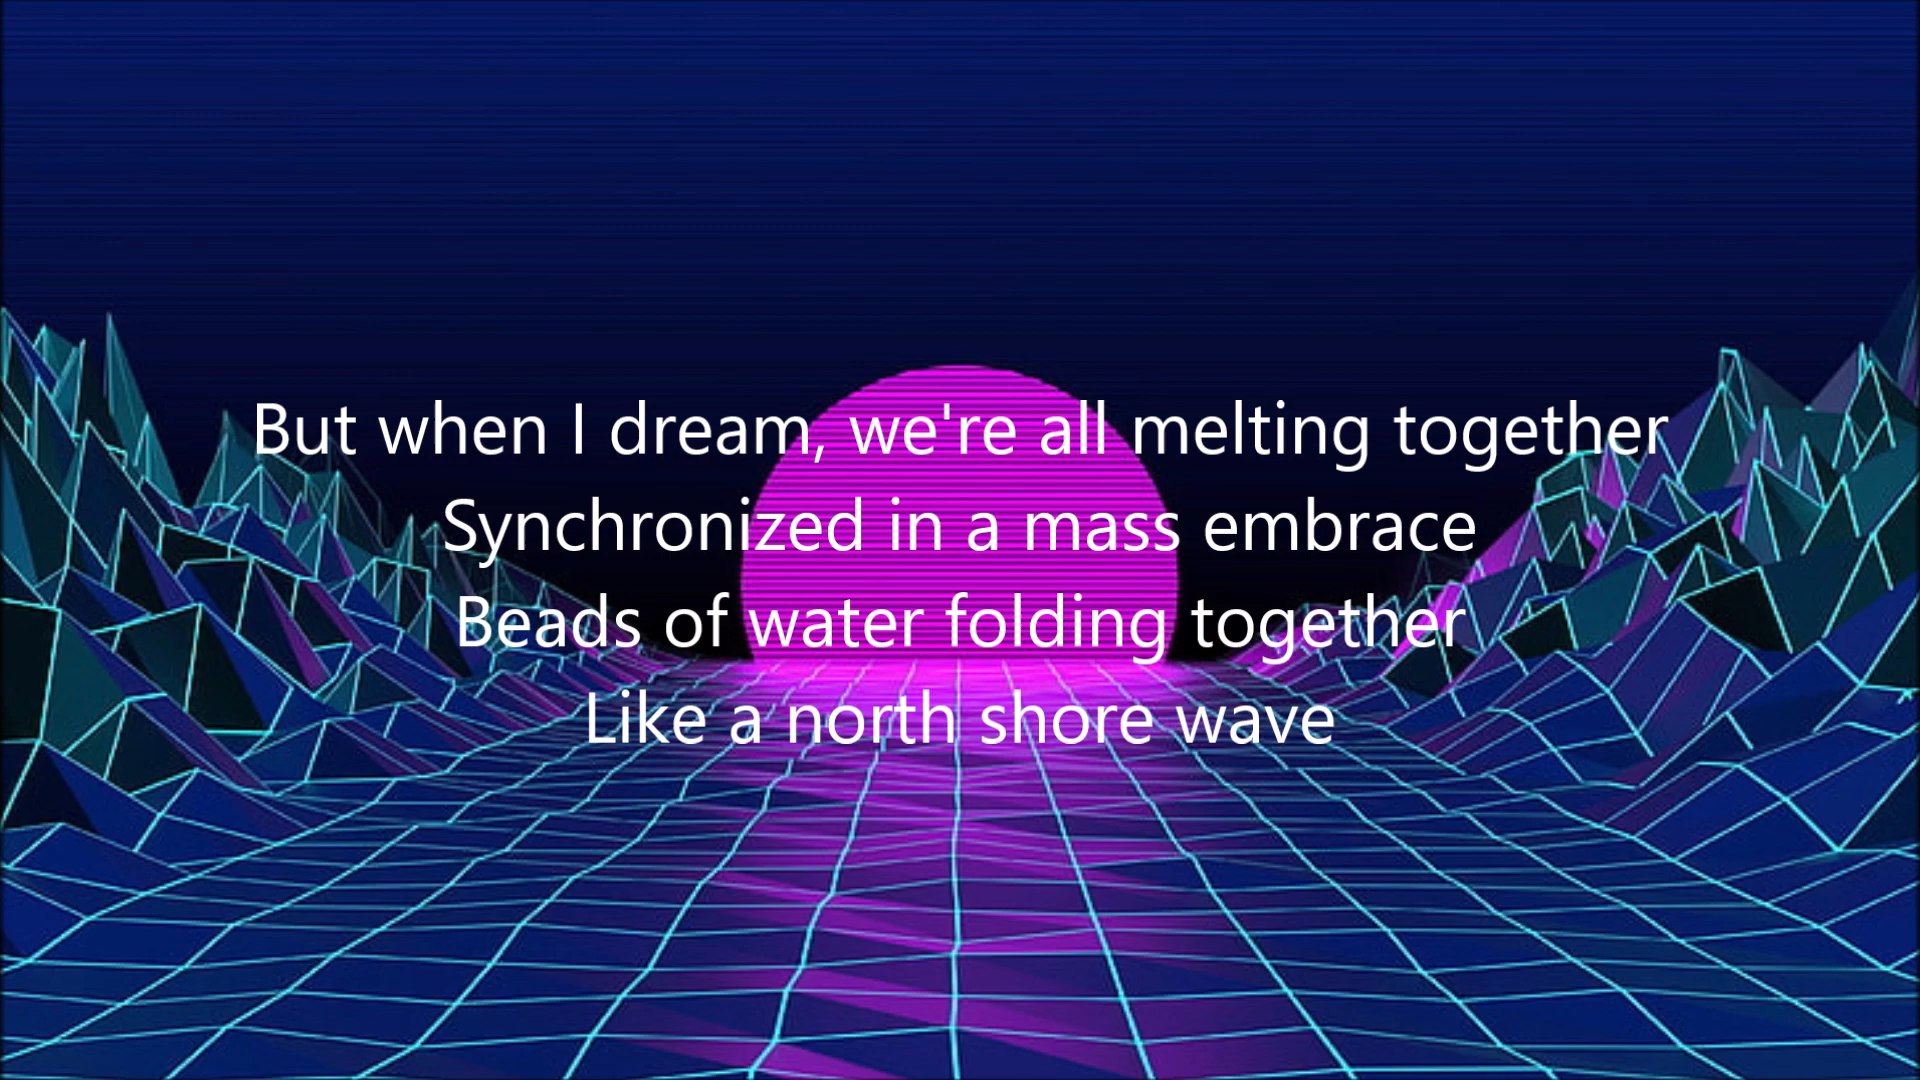 But when I dream, we're all melting together
Synchronized in a mass embrace
Beads of water folding together
Like a north shore wave